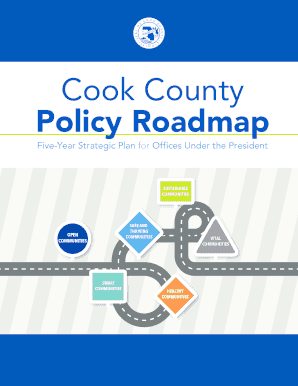 Cook County
Policy Roadmap
Five-Year Strategic Plan for Offices Under the President
SUSTAINABLE
COMMUNITIES
SAFE AND
THRIVING
COMMUNITIES
OPEN
COMMUNITIES
VITAL
COMMUNITIES
SMART
COMMUNITIES
HEALTHY
COMMUNITIES